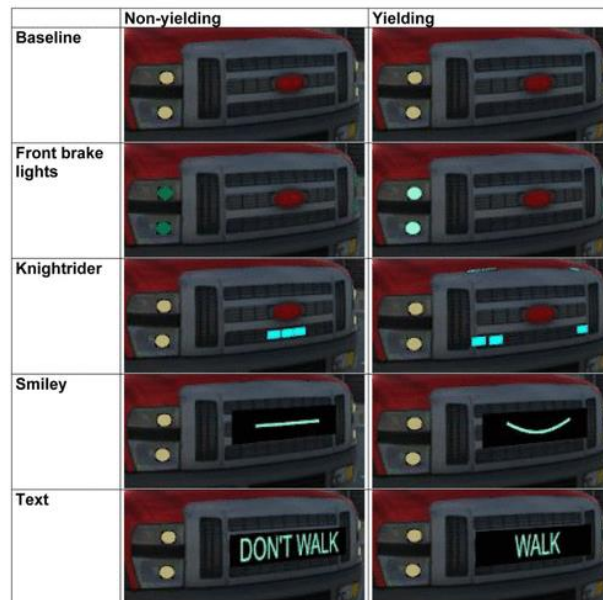 Non-yielding Yielding
Baseline
Front brake
lights
Knightrider
Smiley
Text
DON'T WALK WALK